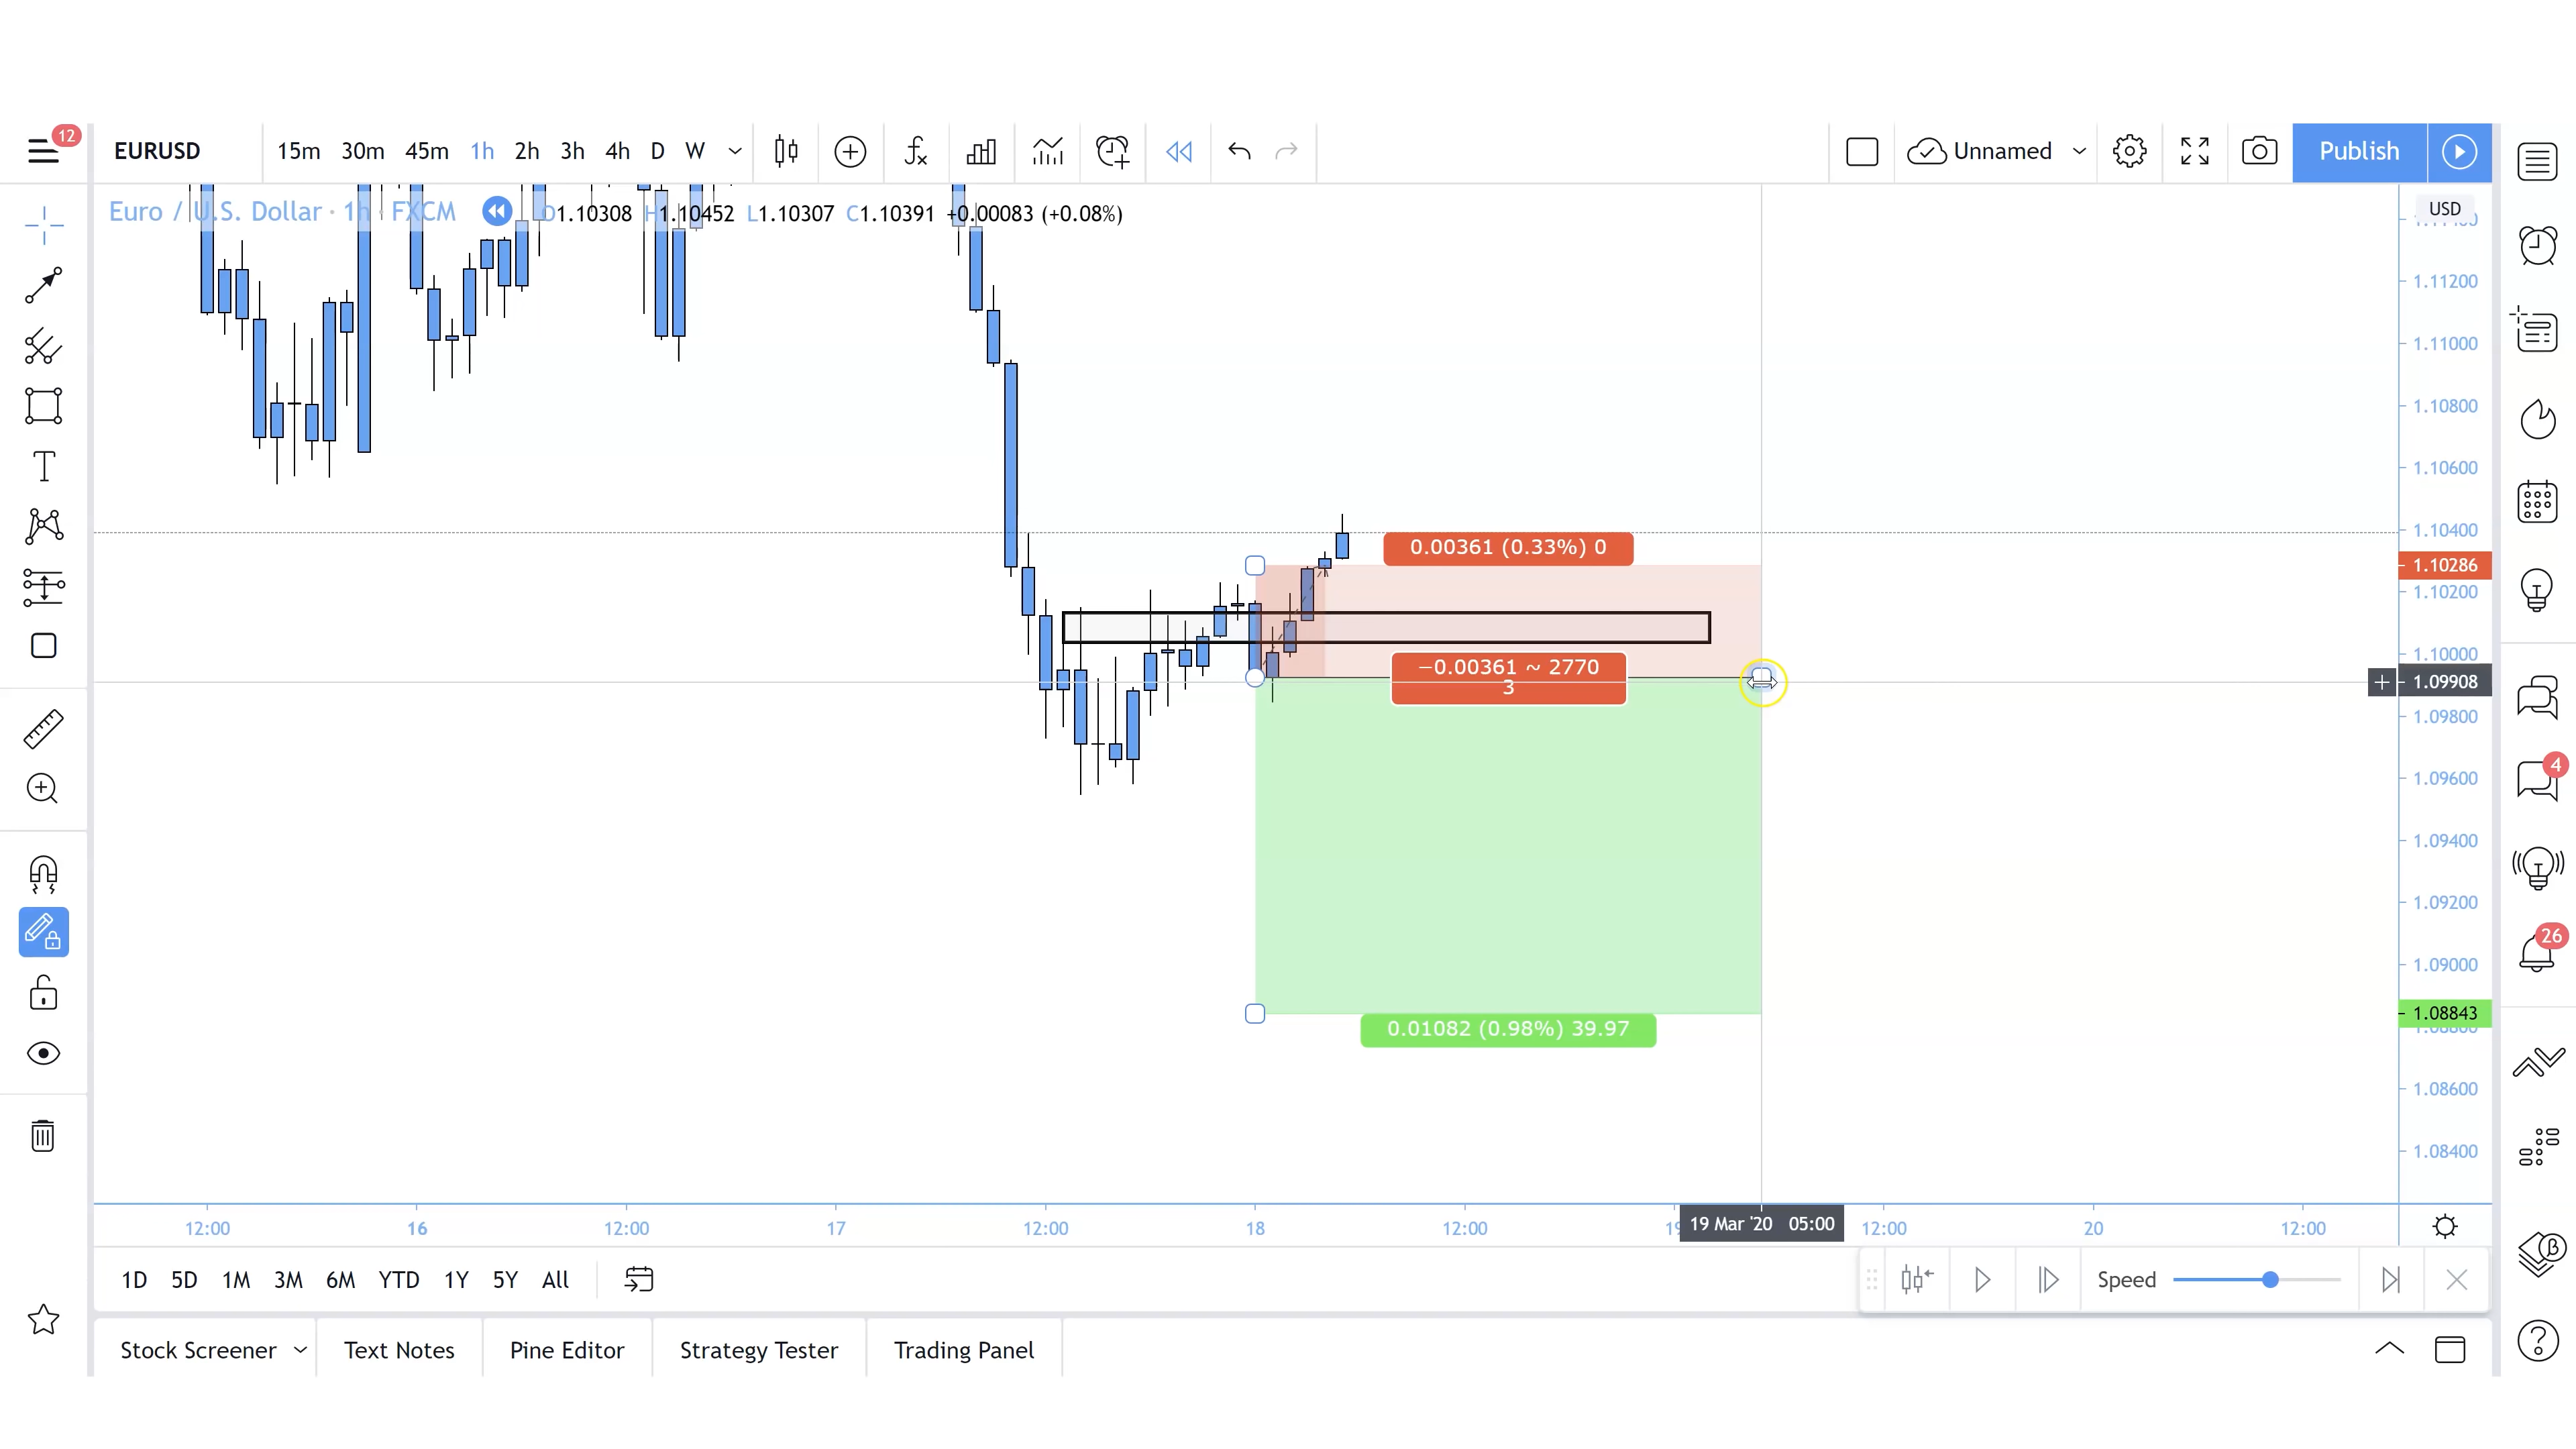 12
EURUSD 15m 30m 45m 1h 2h 3h 4h D W Unnamed Publish
Euro / U.S. Dollar · 1h · FXCM O1.10308 H1.10452 L1.10307 C1.10391 +0.00083 (+0.08%)
USD
1.11200
1.11000
1.10800
1.10600
1.10400
0.00361 (0.33%) 0
1.10286
1.10200
1.10000
−0.00361 ~ 2770
3
1.09908
1.09800
4
1.09600
1.09400
1.09200
26
1.09000
1.08843
0.01082 (0.98%) 39.97
1.08600
1.08400
12:00 16 12:00 17 12:00 18 12:00 19 Mar '20 05:00 12:00 20 12:00
1D 5D 1M 3M 6M YTD 1Y 5Y All Speed
β
Stock Screener Text Notes Pine Editor Strategy Tester Trading Panel